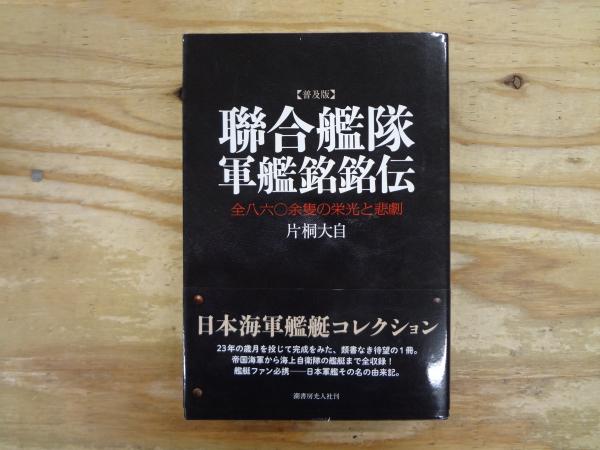 【普及版】
聯合艦隊
軍艦銘銘伝
全八六〇余隻の栄光と悲劇
片桐大自
日本海軍艦艇コレクション
23年の歳月を投じて完成をみた、類書なき待望の1冊。
帝国海軍から海上自衛隊の艦艇まで全収録!
艦艇ファン必携──日本軍艦その名の由来記。
潮書房光人社刊